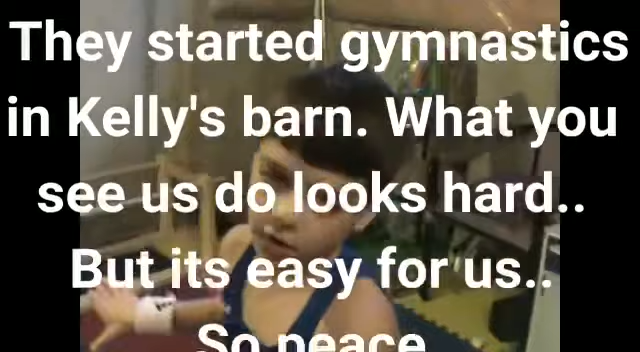 They started gymnastics
in Kelly's barn. What you
see us do looks hard..
But its easy for us..
So peace